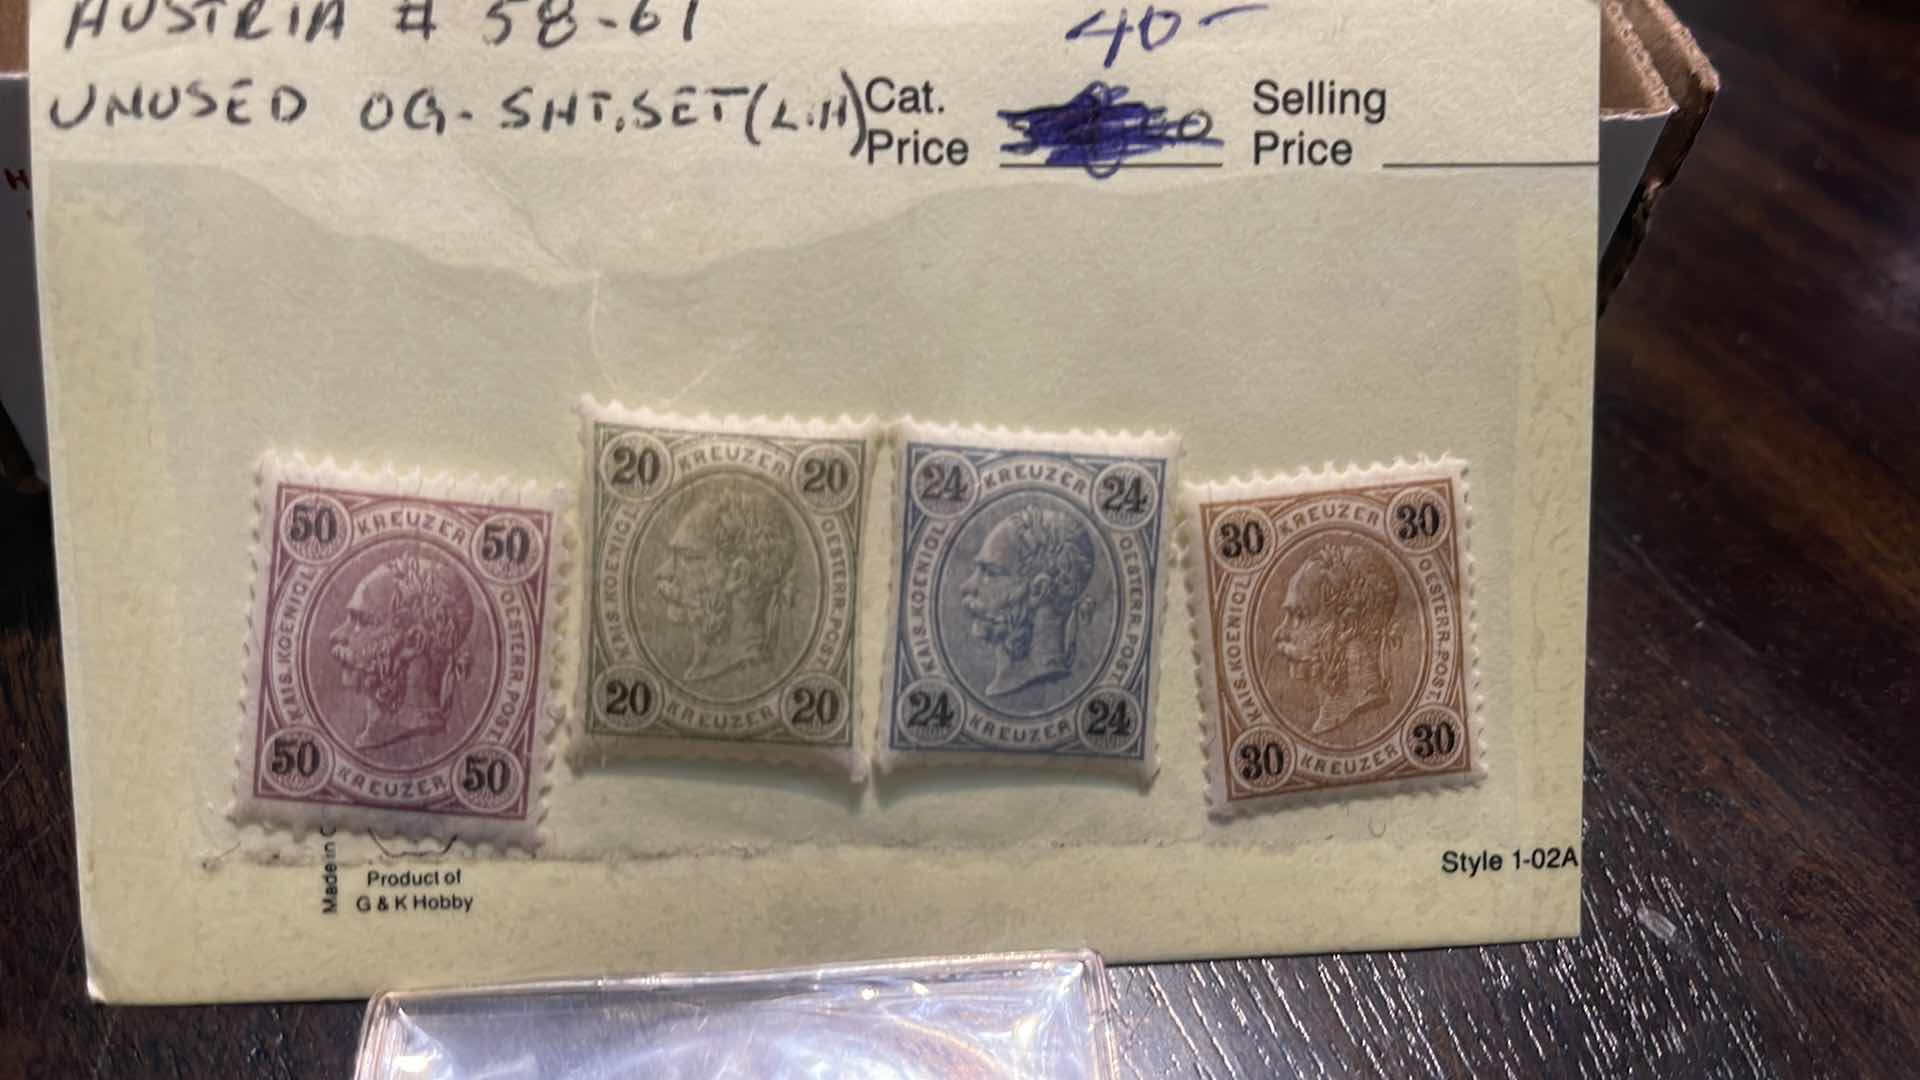 AUSTRIA # 58-61
40-
UNUSED OG- SHT.SET(L.H)
Cat.
Price
Selling
Price
50 KREUZER 50
KAIS.KOENIGL OESTERR.POST.
50 KREUZER 50
20 KREUZER 20
KAIS.KOENIGL OESTERR.POST.
20 KREUZER 20
24 KREUZER 24
KAIS.KOENIGL OESTERR.POST.
24 KREUZER 24
30 KREUZER 30
KAIS.KOENIGL OESTERR.POST.
30 KREUZER 30
Made in
Product of
G & K Hobby
Style 1-02A